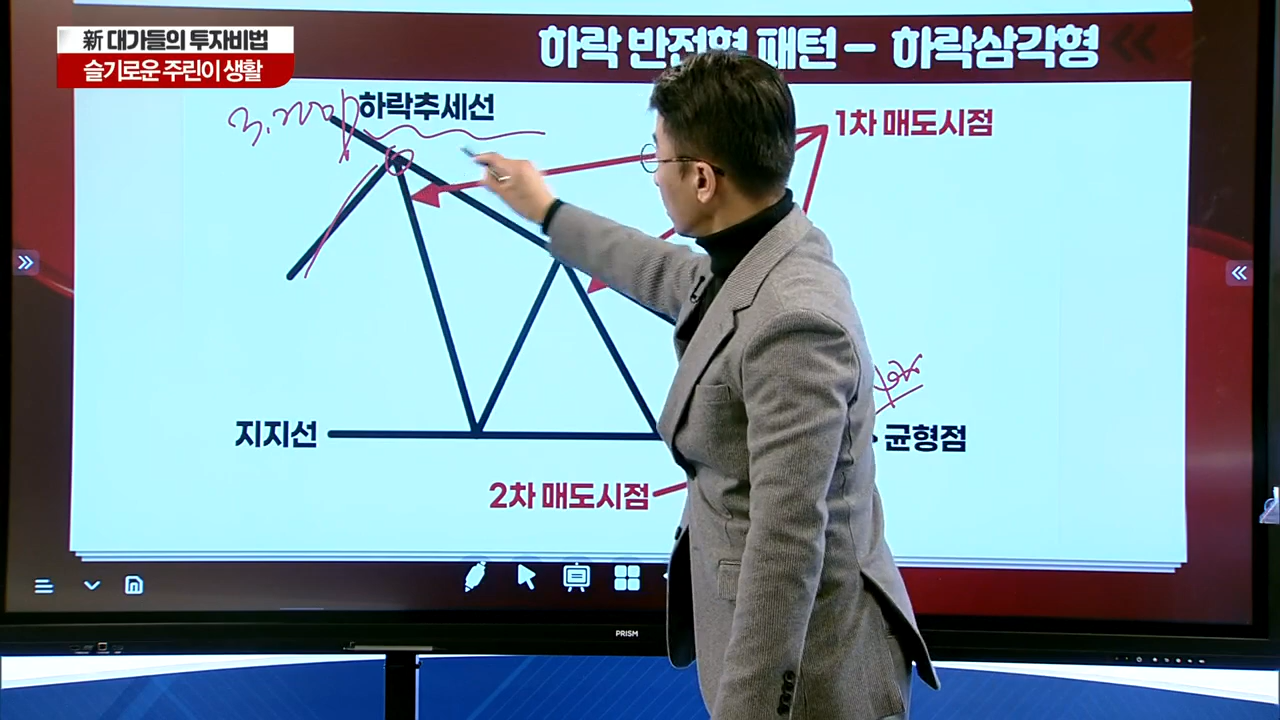 新 대가들의 투자비법
슬기로운 주린이 생활
하락 반전형 패턴 - 하락삼각형
하락추세선
1차 매도시점
지지선
균형점
2차 매도시점
PRISM